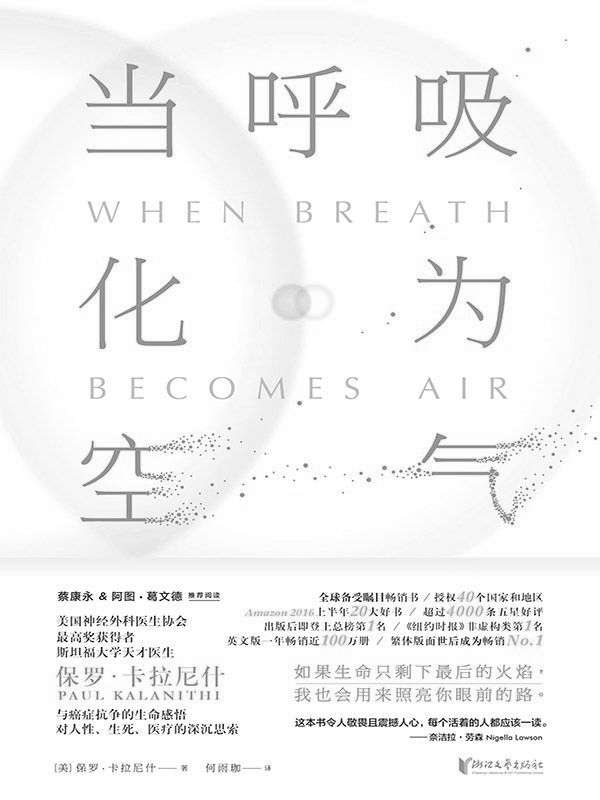 当呼吸
WHEN BREATH
化为
BECOMES AIR
空气
蔡康永 & 阿图·葛文德 推荐阅读
美国神经外科医生协会
最高奖获得者
斯坦福大学天才医生
保罗·卡拉尼什
PAUL KALANITHI
与癌症抗争的生命感悟
对人性、生死、医疗的深沉思索
全球备受瞩目畅销书 / 授权40个国家和地区
Amazon 2016上半年20大好书 / 超过4000条五星好评
出版后即登上总榜第1名 / 《纽约时报》非虚构类第1名
英文版一年畅销近100万册 / 繁体版面世后成为畅销No.1
如果生命只剩下最后的火焰，
我也会用来照亮你眼前的路。
这本书令人敬畏且震撼人心，每个活着的人都应该一读。
——奈洁拉·劳森 Nigella Lawson
[美] 保罗·卡拉尼什——著 何雨珈——译
浙江文艺出版社